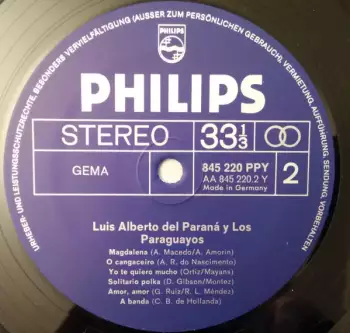 URHEBER- UND LEISTUNGSSCHUTZRECHTE, BESONDERS VERVIELFÄLTIGUNG (AUSSER ZUM PERSÖNLICHEN GEBRAUCH), VERMIETUNG, AUFFÜHRUNG, SENDUNG, VORBEHALTEN
PHILIPS
PHILIPS
STEREO 33 1/3
GEMA 845 220 PPY 2
AA 845 220.2 Y
Made in Germany
Luis Alberto del Paraná y Los
Paraguayos
Magdalena (A. Macedo/A. Amorin)
O cangaceiro (A. R. do Nascimento)
Yo te quiero mucho (Ortiz/Mayans)
Solitario polka (D. Gibson/Montez)
Amor, amor (G. Ruiz/R. L. Méndez)
A banda (C. B. de Hollanda)